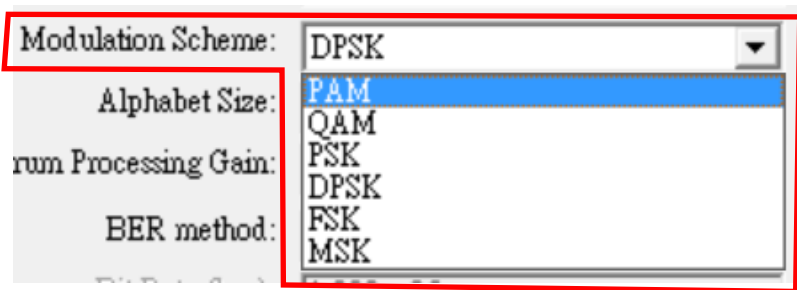 Modulation Scheme: DPSK
Alphabet Size: PAM
QAM
rum Processing Gain: PSK
DPSK
BER method: FSK
MSK